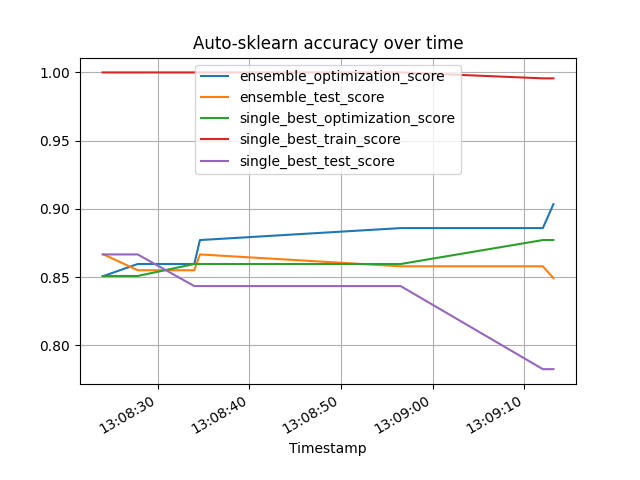 Auto-sklearn accuracy over time
1.00
0.95
0.90
0.85
0.80
ensemble_optimization_score
ensemble_test_score
single_best_optimization_score
single_best_train_score
single_best_test_score
13:08:30
13:08:40
13:08:50
13:09:00
13:09:10
Timestamp